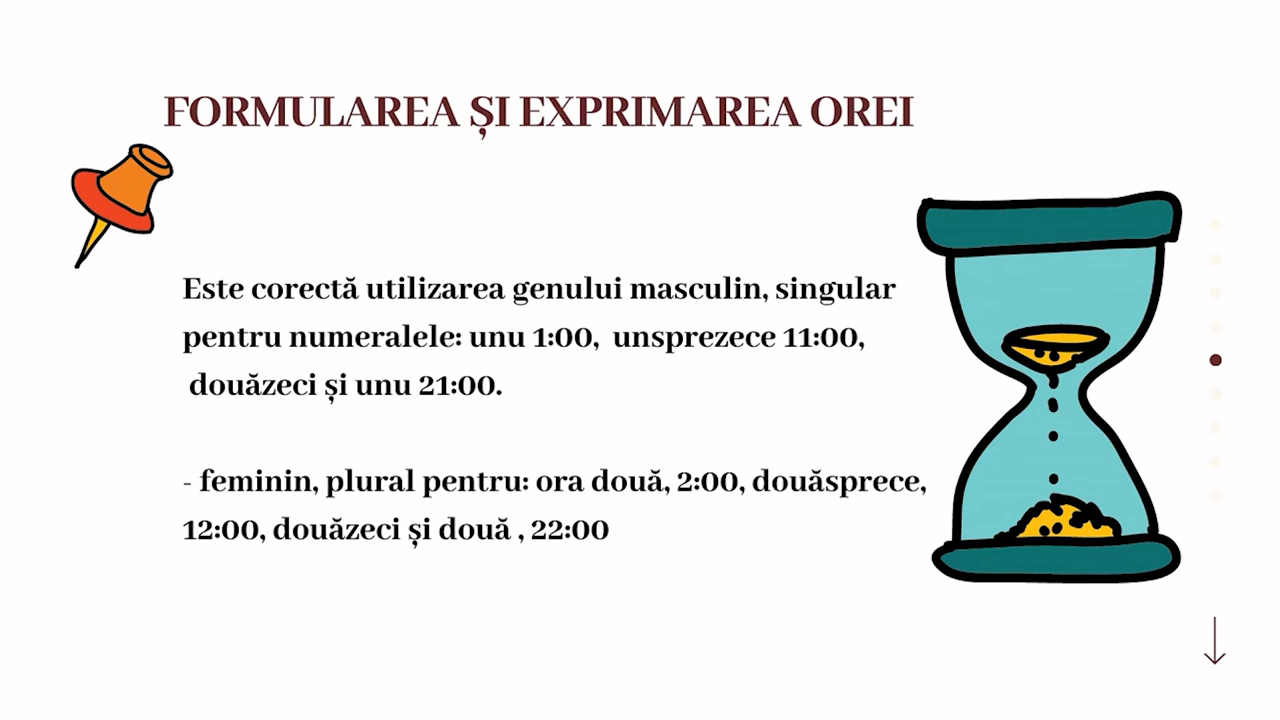 FORMULAREA ȘI EXPRIMAREA OREI
Este corectă utilizarea genului masculin, singular
pentru numeralele: unu 1:00, unsprezece 11:00,
douăzeci și unu 21:00.
- feminin, plural pentru: ora două, 2:00, douăsprece,
12:00, douăzeci și două , 22:00